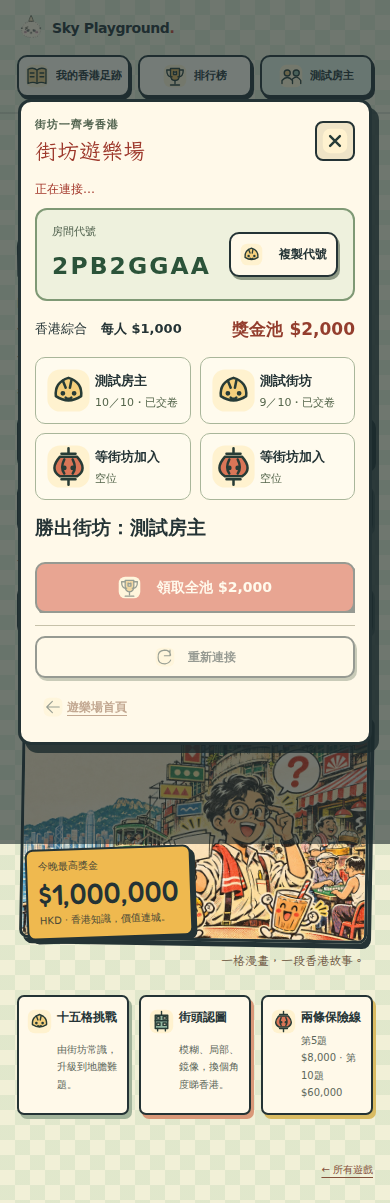 Sky Playground.
我的香港足跡
排行榜
測試房主
街坊一齊考香港
街坊遊樂場
正在連接…
房間代號
2PB2GGAA
複製代號
香港綜合 每人 $1,000
獎金池 $2,000
測試房主
10／10・已交卷
測試街坊
9／10・已交卷
等街坊加入
空位
等街坊加入
空位
勝出街坊：測試房主
領取全池 $2,000
重新連接
← 遊樂場首頁
?
今晚最高獎金
$1,000,000
HKD · 香港知識，價值連城。
一格漫畫，一段香港故事。
十五格挑戰
由街坊常識，
升級到地膽難
題。
街頭認圖
模糊、局部、
鏡像，換個角
度睇香港。
兩條保險線
第5題
$8,000 · 第
10題
$60,000
← 所有遊戲